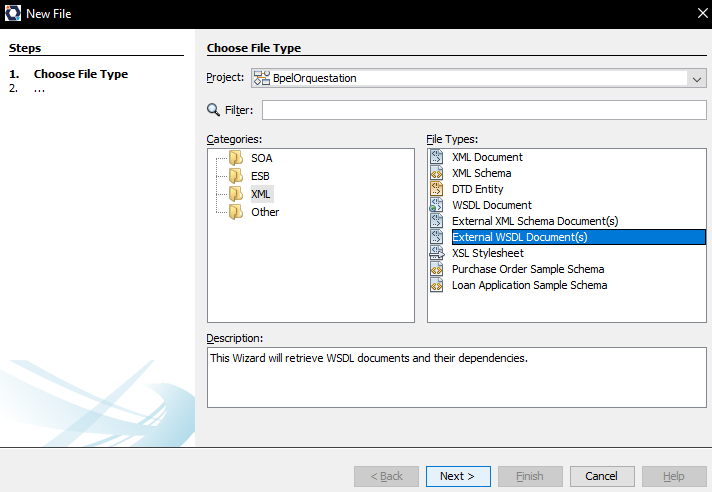 New File
Steps
1. Choose File Type
2. ...
Choose File Type
Project: BpelOrquestation
Filter:
Categories:
SOA
ESB
XML
Other
File Types:
XML Document
XML Schema
DTD Entity
WSDL Document
External XML Schema Document(s)
External WSDL Document(s)
XSL Stylesheet
Purchase Order Sample Schema
Loan Application Sample Schema
Description:
This Wizard will retrieve WSDL documents and their dependencies.
< Back Next > Finish Cancel Help